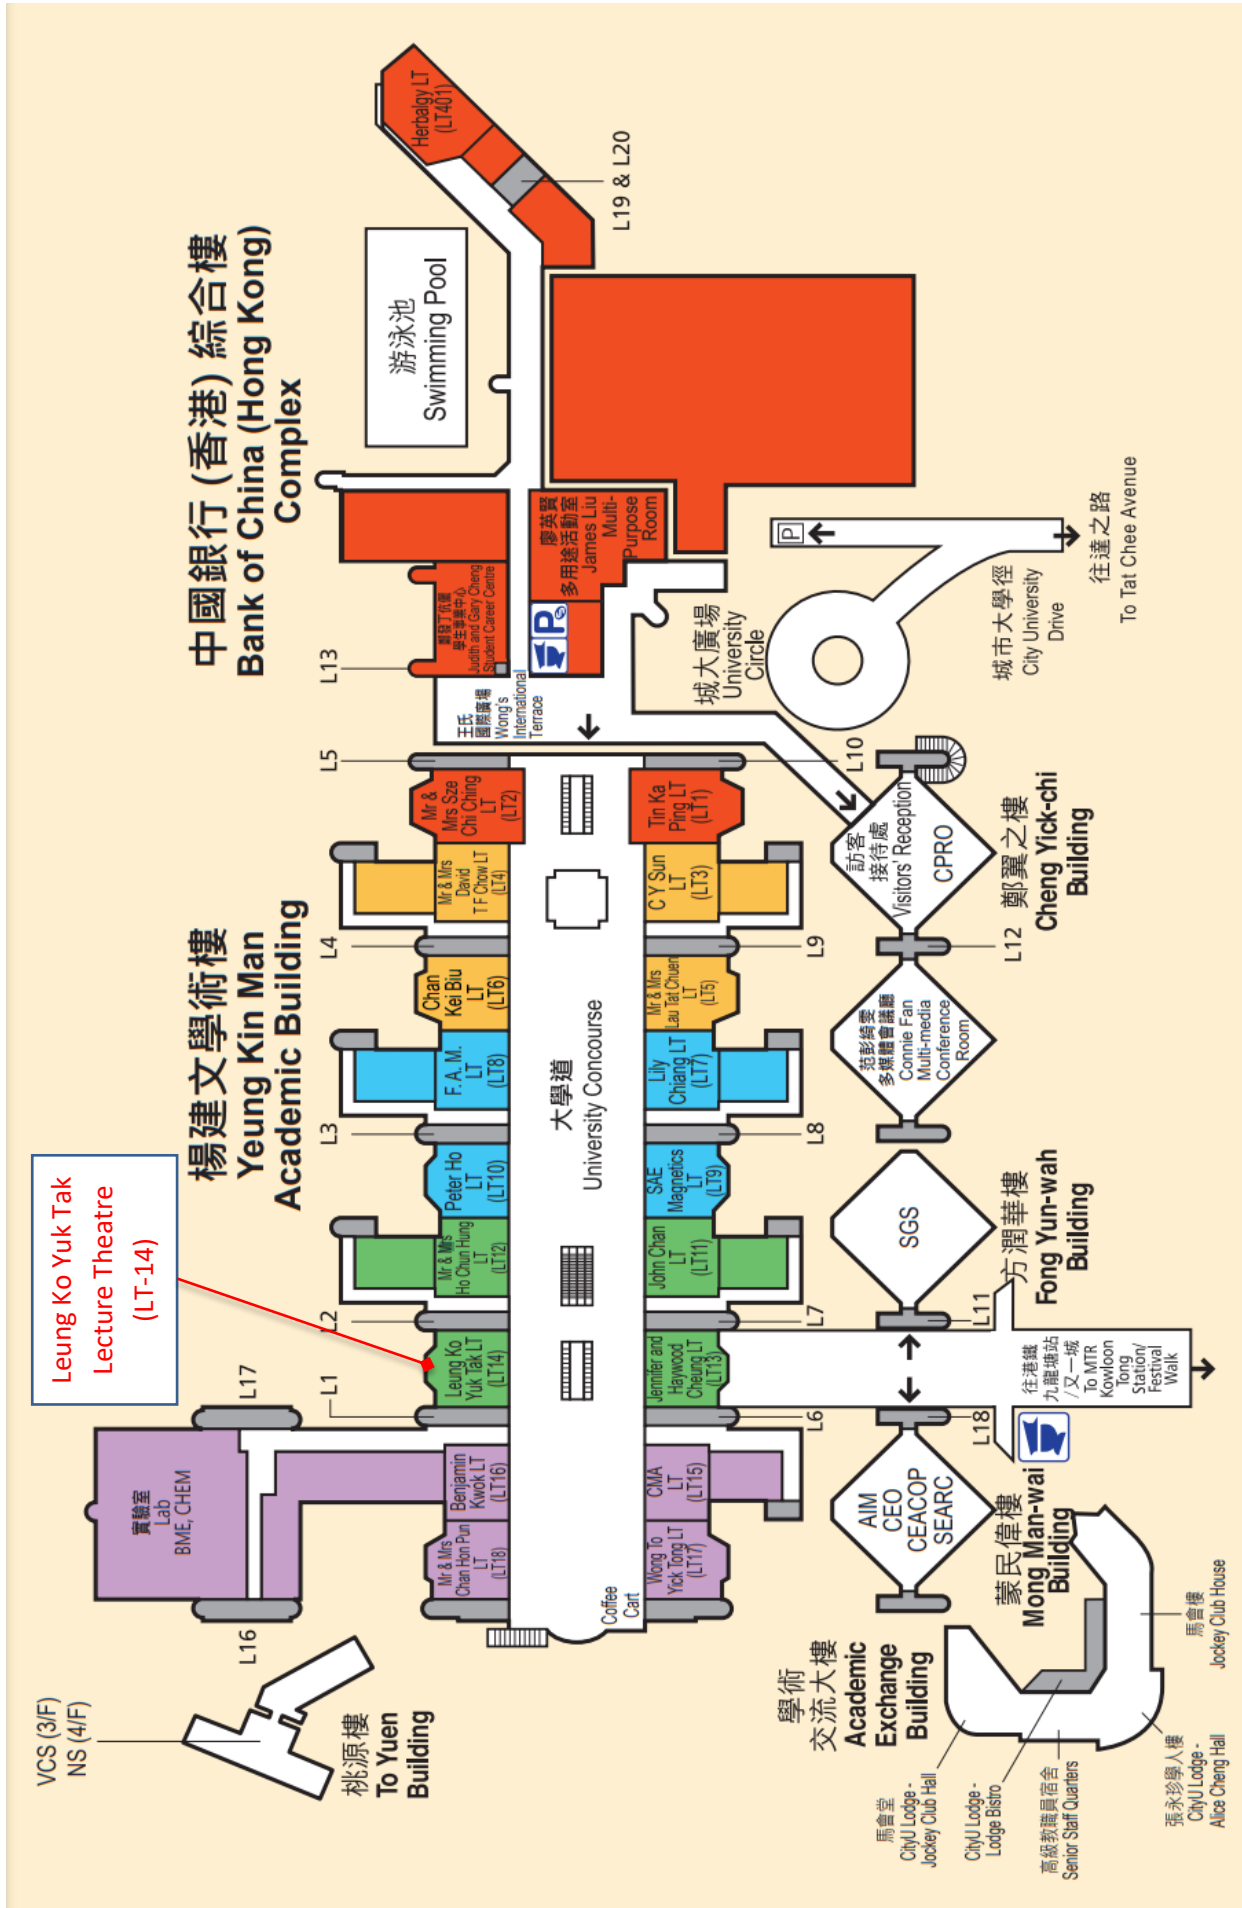 中國銀行 (香港) 綜合樓
Bank of China (Hong Kong)
Complex
楊建文學術樓
Yeung Kin Man
Academic Building
Leung Ko Yuk Tak
Lecture Theatre
(LT-14)
VCS (3/F)
NS (4/F)
桃源樓
To Yuen
Building
實驗室
Lab
BME, CHEM
L16
L17
L1
L2
L3
L4
L5
L13
游泳池
Swimming Pool
Herbalgy LT
(LT401)
L19 & L20
Mr & Mrs
Chan Hon Pun
LT
(LT18)
Benjamin
Kwok LT
(LT16)
Leung Ko
Yuk Tak LT
(LT14)
Mr & Mrs
Ho Chun Hung
LT
(LT12)
Peter Ho
LT
(LT10)
F. A. M.
LT
(LT8)
Chan
Kei Biu
LT
(LT6)
Mr & Mrs
David
T F Chow LT
(LT4)
Mr &
Mrs Sze
Chi Ching
LT
(LT2)
王氏
國際廣場
Wong's
International
Terrace
學生事業中心
Judith and Gary Cheng
Student Career Centre
P
廖英賢
多用途活動室
James Liu
Multi-
Purpose
Room
大學道
University Concourse
Coffee
Cart
Wong To
Yick Tong LT
(LT17)
CMA
LT
(LT15)
Jennifer and
Haywood
Cheung LT
(LT13)
John Chan
LT
(LT11)
SAE
Magnetics
LT
(LT9)
Lily
Chiang LT
(LT7)
Mr & Mrs
Lau Tat Chuen
LT
(LT5)
C Y Sun
LT
(LT3)
Tin Ka
Ping LT
(LT1)
L6
L7
L8
L9
L10
城大廣場
University
Circle
P
城市大學徑
City University
Drive
往達之路
To Tat Chee Avenue
AIM
CEO
CEACOP
SEARC
L18
L11
L12
SGS
范彭綺雯
多媒體會議廳
Connie Fan
Multi-media
Conference
Room
訪客
接待處
Visitors' Reception
CPRO
蒙民偉樓
Mong Man-wai
Building
往港鐵
九龍塘站
/又一城
To MTR
Kowloon
Tong
Station/
Festival
Walk
方潤華樓
Fong Yun-wah
Building
鄭翼之樓
Cheng Yick-chi
Building
學術
交流大樓
Academic
Exchange
Building
馬會堂
CityU Lodge -
Jockey Club Hall
CityU Lodge -
Lodge Bistro
高級教職員宿舍
Senior Staff Quarters
張永珍學人樓
CityU Lodge -
Alice Cheng Hall
馬會樓
Jockey Club House